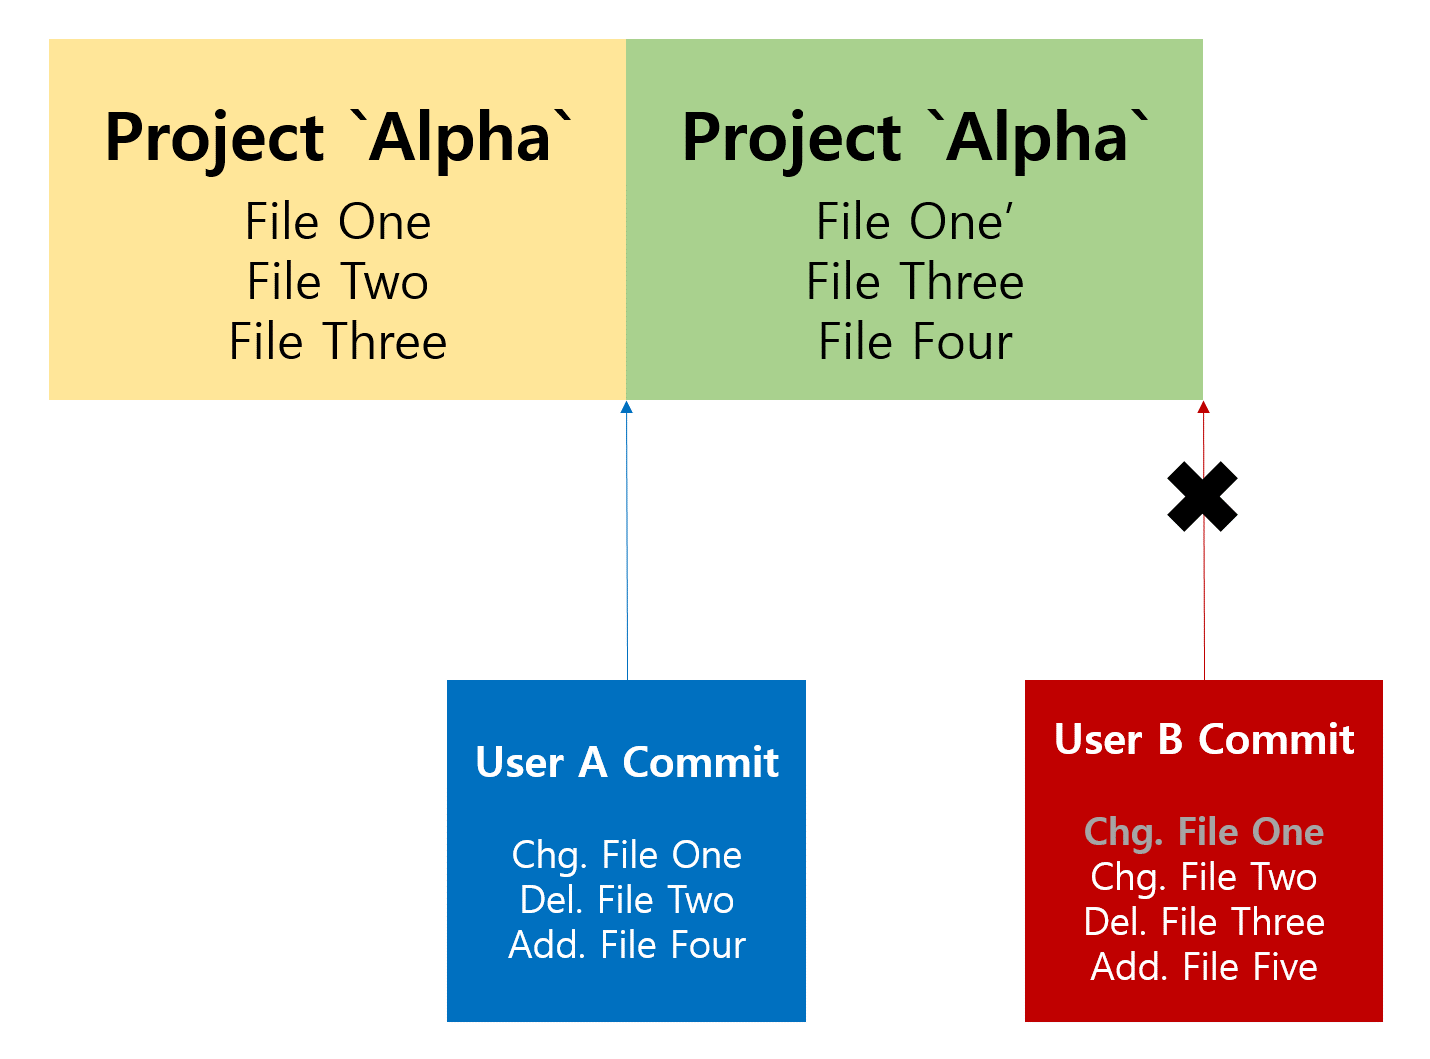 Project `Alpha`
File One
File Two
File Three
Project `Alpha`
File One’
File Three
File Four
User A Commit
Chg. File One
Del. File Two
Add. File Four
User B Commit
Chg. File One
Chg. File Two
Del. File Three
Add. File Five